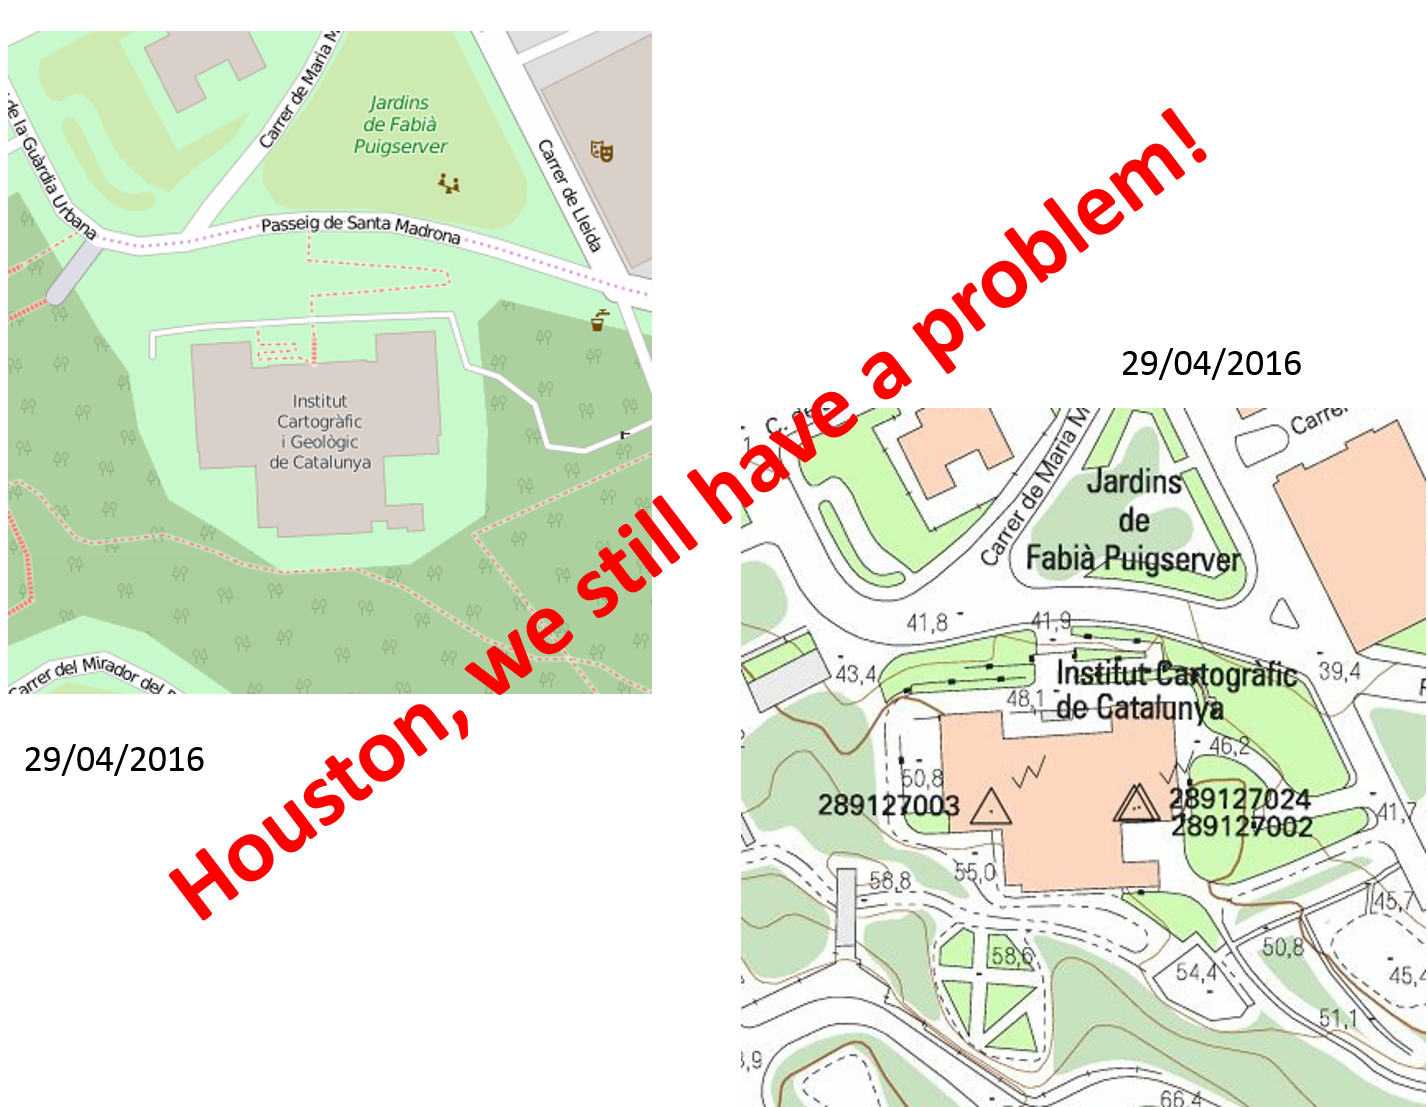 de la Guàrdia Urbana
Carrer de Maria M
Jardins
de Fabià
Puigserver
Carrer de Lleida
Passeig de Santa Madrona
Institut
Cartogràfic
i Geològic
de Catalunya
Carrer del Mirador del
29/04/2016
Houston, we still have a problem!
29/04/2016
C. de
Carrer de Maria M
Carrer
Jardins
de
Fabià Puigserver
41,8
41,9
43,4
39,4
Institut Cartogràfic
de Catalunya
48,1
46,2
50,8
289127003
289127024
289127002
41,7
55,0
58,8
45,7
58,6
50,8
54,4
45,4
51,1
66,4